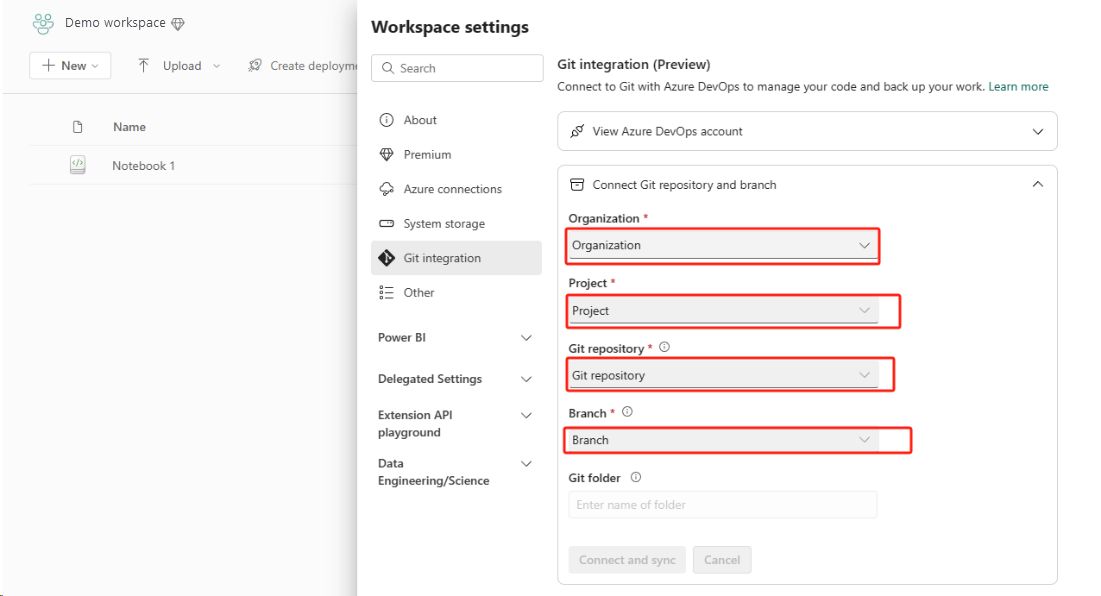 Demo workspace
New
Upload
Create deployme
Name
Notebook 1
Workspace settings
Search
About
Premium
Azure connections
System storage
Git integration
Other
Power BI
Delegated Settings
Extension API
playground
Data
Engineering/Science
Git integration (Preview)
Connect to Git with Azure DevOps to manage your code and back up your work. Learn more
View Azure DevOps account
Connect Git repository and branch
Organization *
Organization
Project *
Project
Git repository *
Git repository
Branch *
Branch
Git folder
Enter name of folder
Connect and sync
Cancel